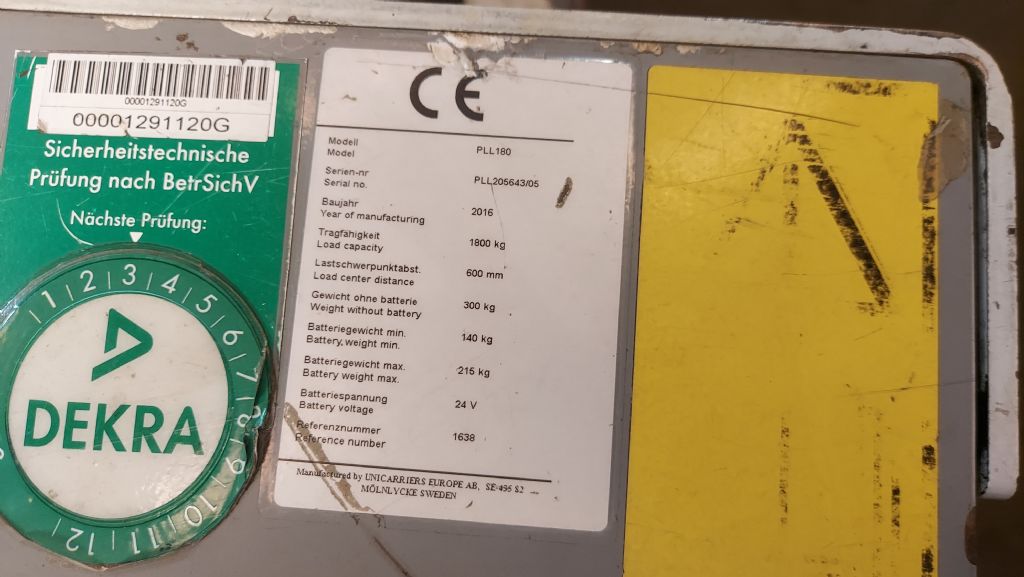 00001291120G
00001291120G
Sicherheitstechnische
Prüfung nach BetrSichV
Nächste Prüfung:
1 2 3 4 5 6 7 8 9 10 11 12
DEKRA
CE
Modell PLL180
Model
Serien-nr PLL205643/05
Serial no.
Baujahr 2016
Year of manufacturing
Tragfähigkeit 1800 kg
Load capacity
Lastschwerpunktabst. 600 mm
Load center distance
Gewicht ohne batterie 300 kg
Weight without battery
Batteriegewicht min. 140 kg
Battery weight min.
Batteriegewicht max. 215 kg
Battery weight max.
Batteriespannung 24 V
Battery voltage
Referenznummer 1638
Reference number
Manufactured by UNICARRIERS EUROPE AB, SE-435 82
MÖLNLYCKE SWEDEN